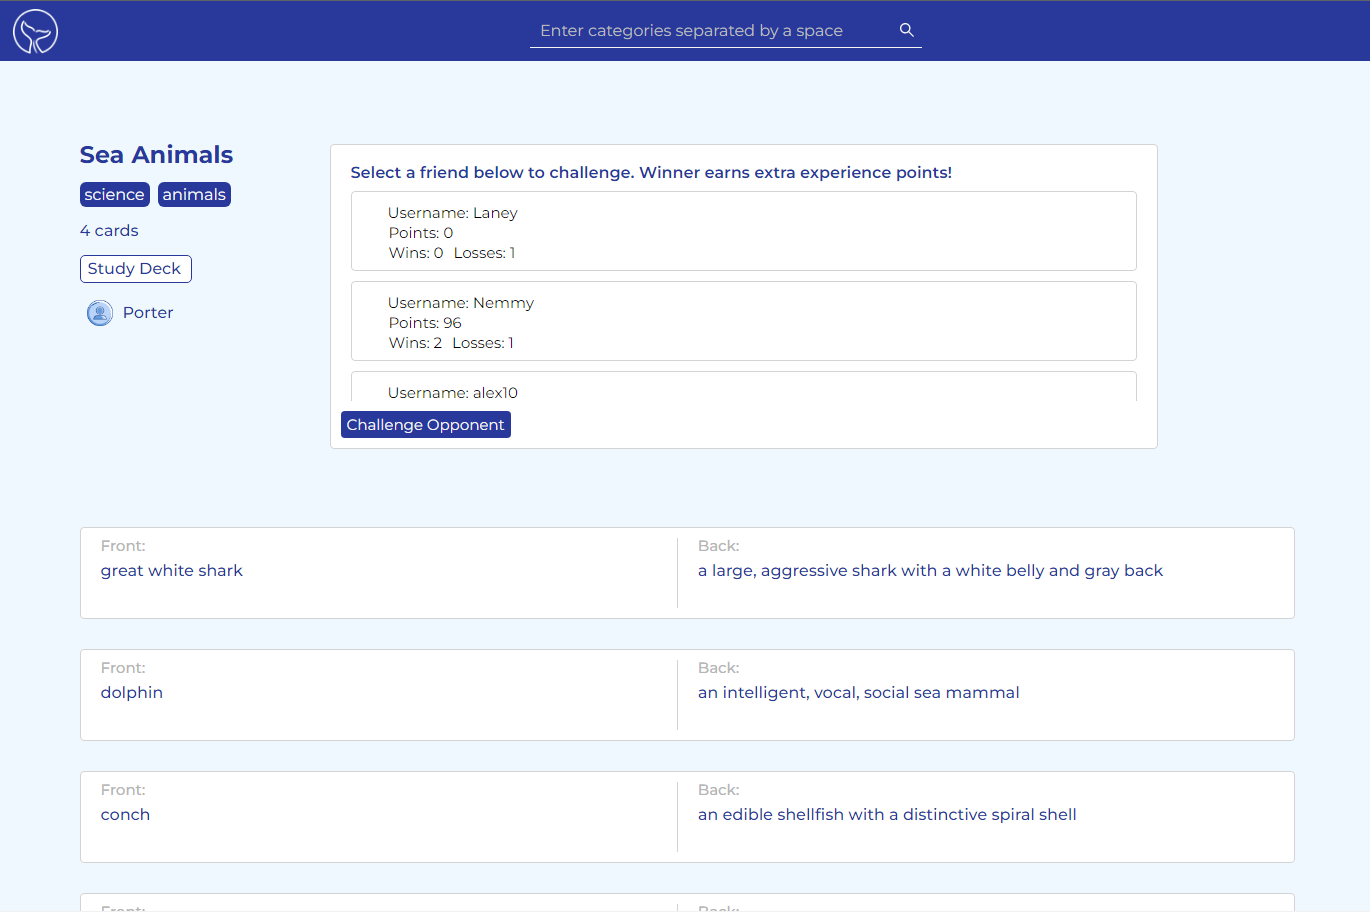 Enter categories separated by a space
Sea Animals
science animals
4 cards
Study Deck
Porter
Select a friend below to challenge. Winner earns extra experience points!
Username: Laney
Points: 0
Wins: 0 Losses: 1
Username: Nemmy
Points: 96
Wins: 2 Losses: 1
Username: alex10
Challenge Opponent
Front:
great white shark
Back:
a large, aggressive shark with a white belly and gray back
Front:
dolphin
Back:
an intelligent, vocal, social sea mammal
Front:
conch
Back:
an edible shellfish with a distinctive spiral shell
Front:
Back: